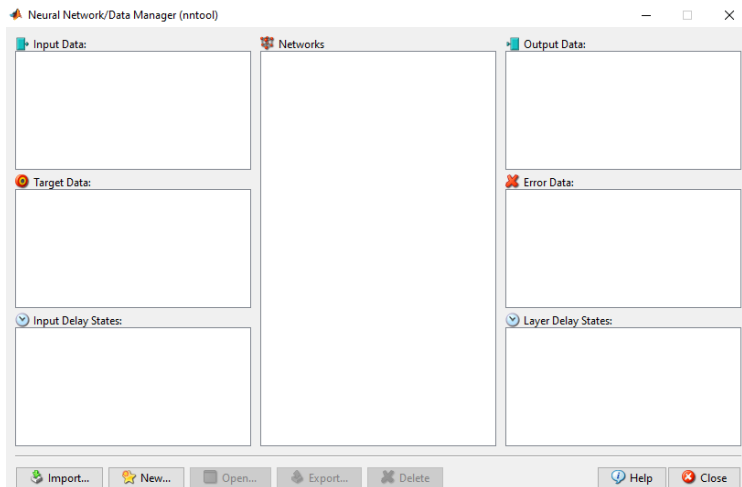 Neural Network/Data Manager (nntool)
Input Data:
Networks
Output Data:
Target Data:
Error Data:
Input Delay States:
Layer Delay States:
Import...
New...
Open...
Export...
Delete
Help
Close